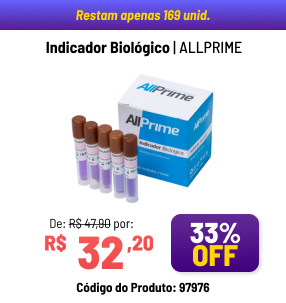 Restam apenas 169 unid.
Indicador Biológico | ALLPRIME
AllPrime
AllPrime
Indicador Biológico
De: R$ 47,90 por:
R$ 32,20
33%
OFF
Código do Produto: 97976